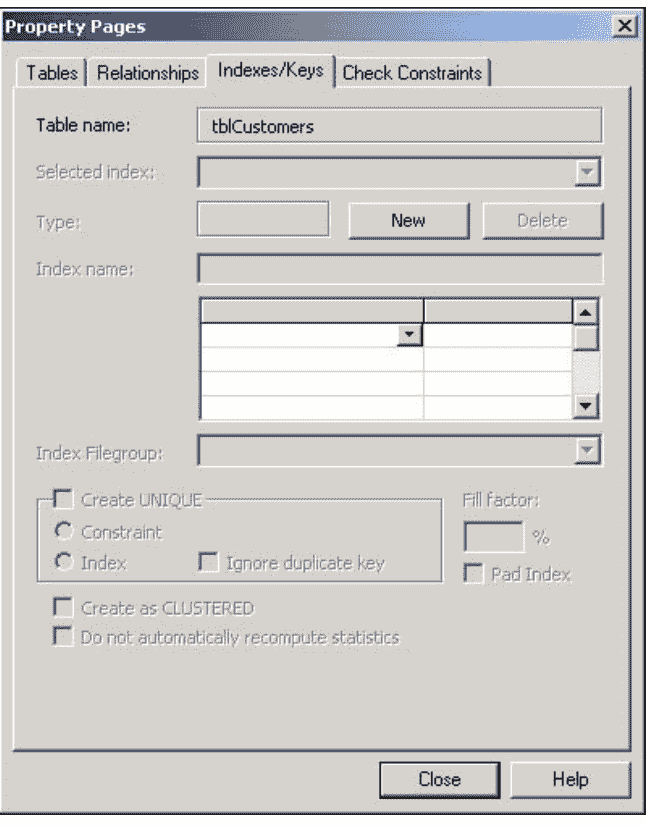 Property Pages
Tables Relationships Indexes/Keys Check Constraints
Table name: tblCustomers
Selected index:
Type: New Delete
Index name:
Index Filegroup:
Create UNIQUE Fill factor:
Constraint %
Index Ignore duplicate key Pad Index
Create as CLUSTERED
Do not automatically recompute statistics
Close Help